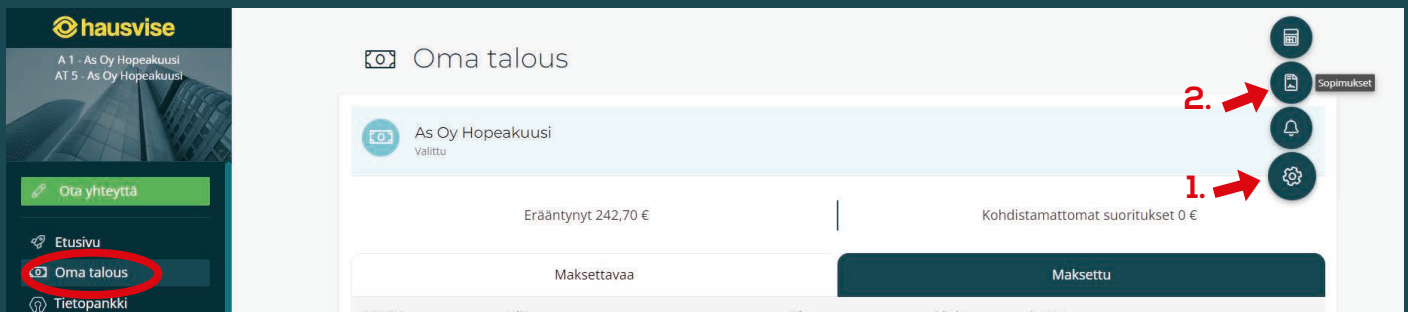 hausvise
A 1 - As Oy Hopeakuusi
AT 5 - As Oy Hopeakuusi
Ota yhteyttä
Etusivu
Oma talous
Tietopankki
Oma talous
As Oy Hopeakuusi
Valittu
Erääntynyt 242,70 €
Kohdistamattomat suoritukset 0 €
Maksettavaa
Maksettu
2.
Sopimukset
1.